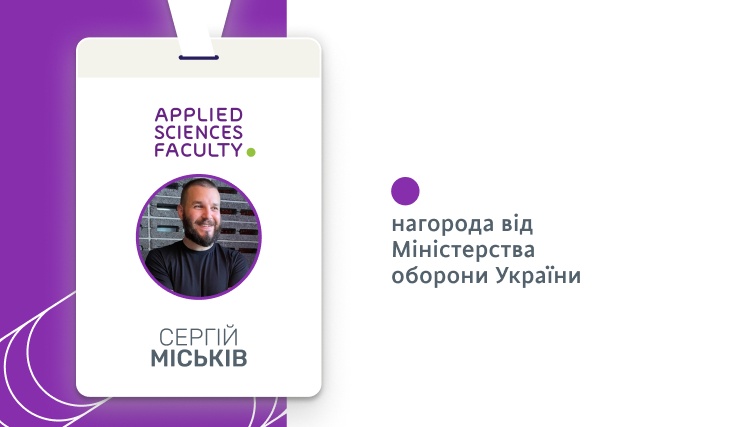 APPLIED
SCIENCES
FACULTY
СЕРГІЙ
МІСЬКІВ
нагорода від
Міністерства
оборони України